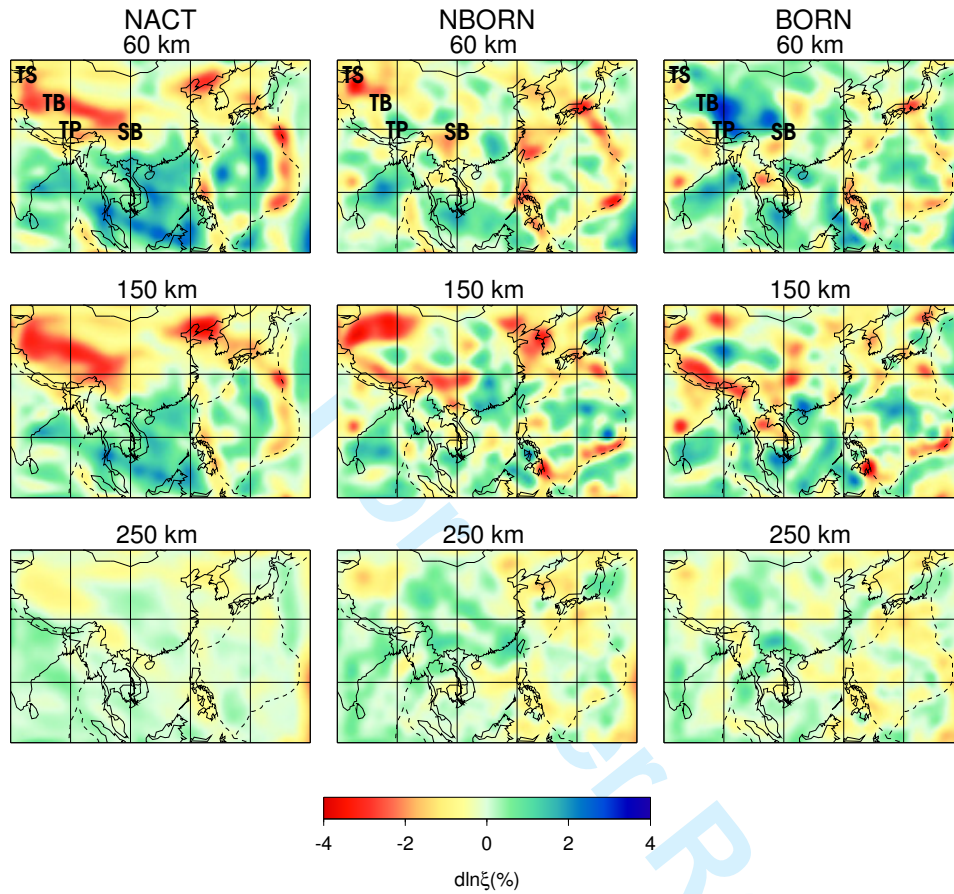 NACT NBORN BORN
60 km 60 km 60 km
TS TS TS
TB TB TB
TP SB TP SB TP SB
150 km 150 km 150 km
250 km 250 km 250 km
er R
-4 -2 0 2 4
dlnξ(%)